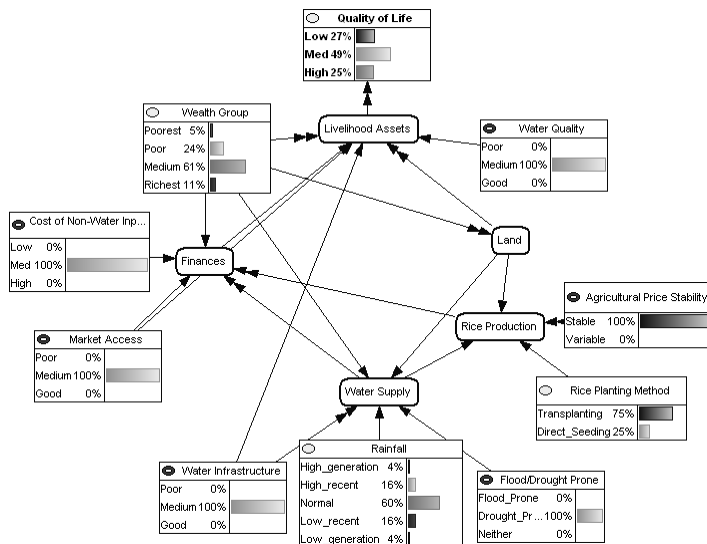 Quality of Life
Low 27%
Med 49%
High 25%
Wealth Group
Poorest 5%
Poor 24%
Medium 61%
Richest 11%
Livelihood Assets
Water Quality
Poor 0%
Medium 100%
Good 0%
Cost of Non-Water Inp...
Low 0%
Med 100%
High 0%
Finances
Land
Agricultural Price Stability
Stable 100%
Variable 0%
Market Access
Poor 0%
Medium 100%
Good 0%
Rice Production
Rice Planting Method
Transplanting 75%
Direct_Seeding 25%
Water Supply
Water Infrastructure
Poor 0%
Medium 100%
Good 0%
Rainfall
High_generation 4%
High_recent 16%
Normal 60%
Low_recent 16%
Low_generation 4%
Flood/Drought Prone
Flood_Prone 0%
Drought_Pr... 100%
Neither 0%